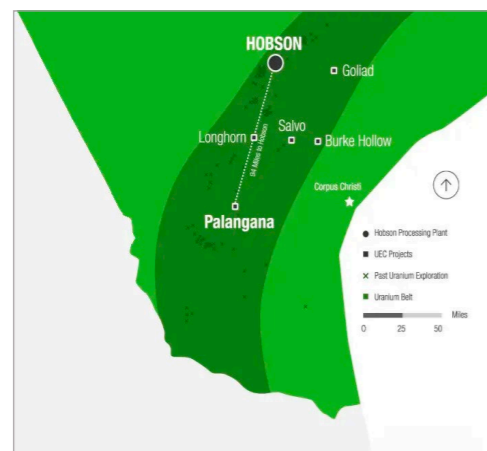 HOBSON
Goliad
Longhorn
94 Miles to Hobson
Salvo
Burke Hollow
Corpus Christi
Palangana
Hobson Processing Plant
UEC Projects
Past Uranium Exploration
Uranium Belt
Miles
0 25 50